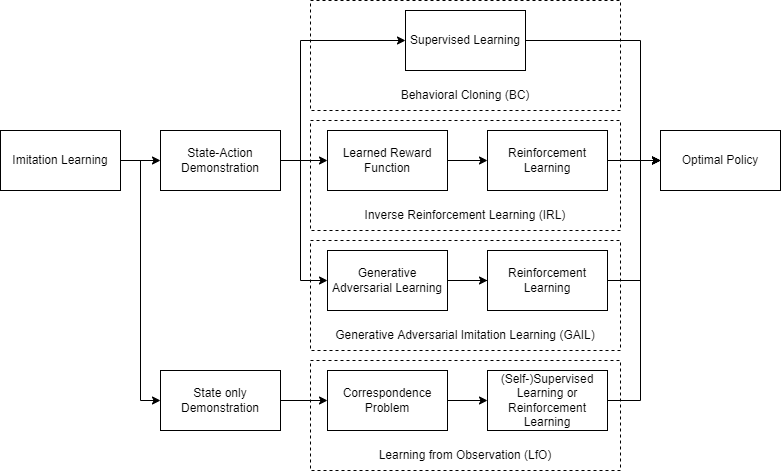 Supervised Learning
Behavioral Cloning (BC)
Imitation Learning
State-Action
Demonstration
Learned Reward
Function
Reinforcement
Learning
Optimal Policy
Inverse Reinforcement Learning (IRL)
Generative
Adversarial Learning
Reinforcement
Learning
Generative Adversarial Imitation Learning (GAIL)
State only
Demonstration
Correspondence
Problem
(Self-)Supervised
Learning or
Reinforcement
Learning
Learning from Observation (LfO)